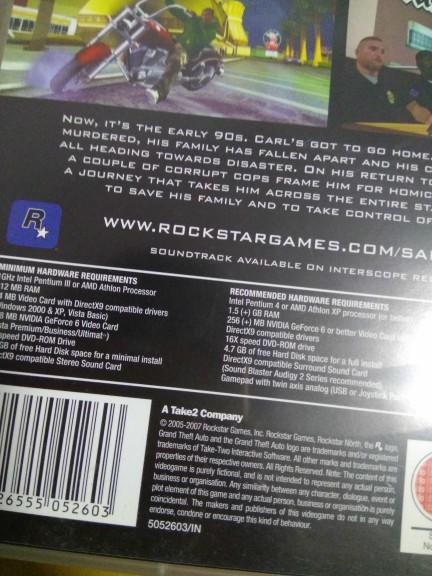 NOW, IT'S THE EARLY 90S. CARL'S GOT TO GO HOME.
MURDERED, HIS FAMILY HAS FALLEN APART AND HIS
ALL HEADING TOWARDS DISASTER. ON HIS RETURN TO
A COUPLE OF CORRUPT COPS FRAME HIM FOR HOMIC
A JOURNEY THAT TAKES HIM ACROSS THE ENTIRE
TO SAVE HIS FAMILY AND TO TAKE CONTROL OF
R
WWW.ROCKSTARGAMES.COM/SA
SOUNDTRACK AVAILABLE ON INTERSCOPE
MINIMUM HARDWARE REQUIREMENTS
GHz Intel Pentium III or AMD Athlon Processor
12 MB RAM
MB Video Card with DirectX9 compatible drivers
indows 2000 & XP, Vista Basic)
8 MB NVIDIA GeForce 6 Video Card
sta Premium/Business/Ultimate)
speed DVD-ROM Drive
GB of free Hard Disk space for a minimal install
ctX9 compatible Stereo Sound Card
RECOMMENDED HARDWARE REQUIREMENTS
Intel Pentium 4 or AMD Athlon XP processor (or better)
1.5 (+) GB RAM
256 (+) MB NVIDIA GeForce 6 or better Video Card
DirectX9 compatible drivers
16X speed DVD-ROM drive
4.7 GB of free Hard Disk space for a full install
DirectX9 compatible Surround Sound Card
(Sound Blaster Audigy 2 Series recommended)
Gamepad with twin axis analog (USB or Joystick
A Take2 Company
© 2005-2007 Rockstar Games, Inc. Rockstar Games, Rockstar North, the R logo,
Grand Theft Auto and the Grand Theft Auto logo are trademarks and/or registered
trademarks of Take-Two Interactive Software. All other marks and trademarks are
properties of their respective owners. All Rights Reserved. Note: The content of this
videogame is purely fictional, and is not intended to represent any actual person,
business or organisation. Any similarity between any character, dialogue, event or
plot element of this game and any actual person, business or organisation is purely
coincidental. The makers and publishers of this videogame do not in any way
endorse, condone or encourage this kind of behaviour.
5052603/IN
26555 052603